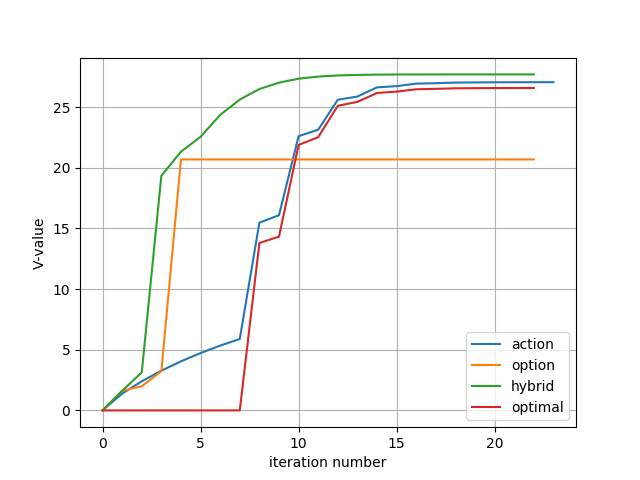 V-value
25
20
15
10
5
0
0 5 10 15 20
iteration number
action
option
hybrid
optimal